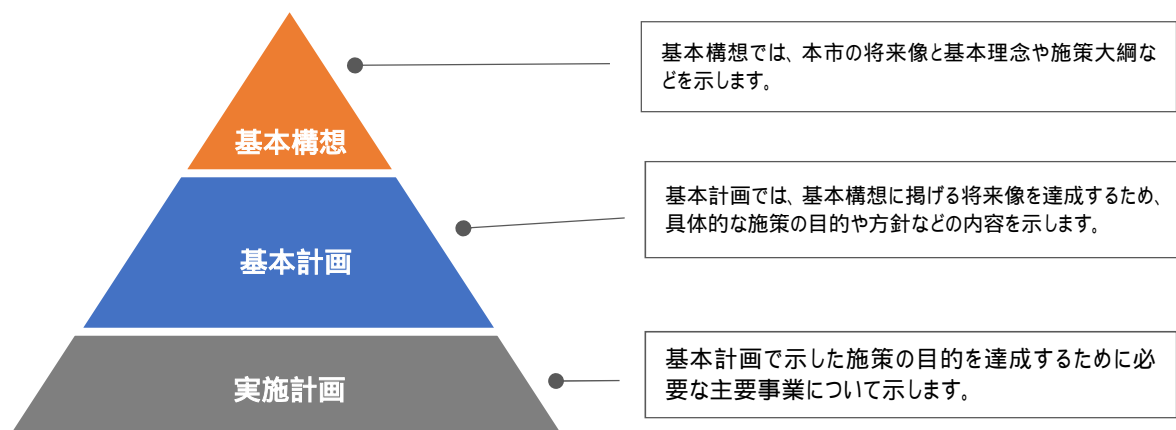 基本構想では、本市の将来像と基本理念や施策大綱な
どを示します。
基本構想
基本計画では、基本構想に掲げる将来像を達成するため、
具体的な施策の目的や方針などの内容を示します。
基本計画
基本計画で示した施策の目的を達成するために必
要な主要事業について示します。
実施計画